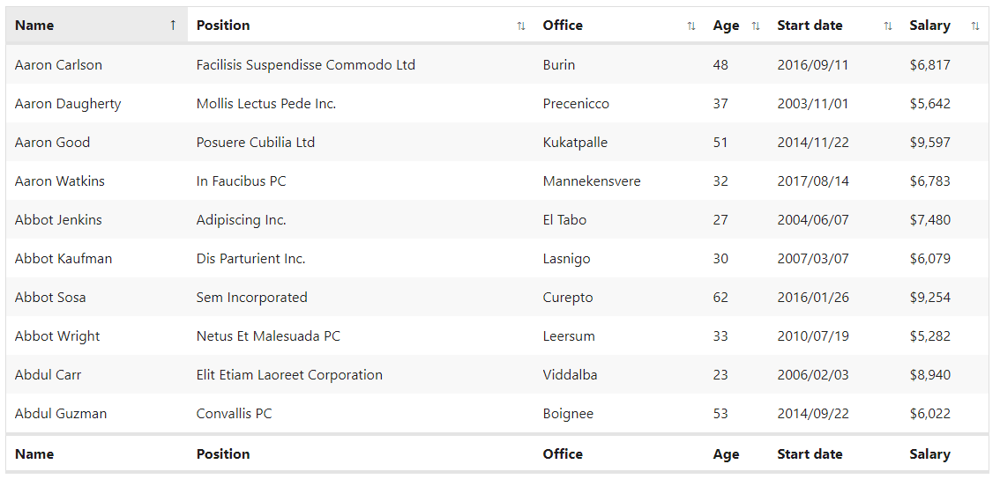 Name ↑ Position ↑↓ Office ↑↓ Age ↑↓ Start date ↑↓ Salary ↑↓
Aaron Carlson Facilisis Suspendisse Commodo Ltd Burin 48 2016/09/11 $6,817
Aaron Daugherty Mollis Lectus Pede Inc. Precenicco 37 2003/11/01 $5,642
Aaron Good Posuere Cubilia Ltd Kukatpalle 51 2014/11/22 $9,597
Aaron Watkins In Faucibus PC Mannekensvere 32 2017/08/14 $6,783
Abbot Jenkins Adipiscing Inc. El Tabo 27 2004/06/07 $7,480
Abbot Kaufman Dis Parturient Inc. Lasnigo 30 2007/03/07 $6,079
Abbot Sosa Sem Incorporated Curepto 62 2016/01/26 $9,254
Abbot Wright Netus Et Malesuada PC Leersum 33 2010/07/19 $5,282
Abdul Carr Elit Etiam Laoreet Corporation Viddalba 23 2006/02/03 $8,940
Abdul Guzman Convallis PC Boignee 53 2014/09/22 $6,022
Name Position Office Age Start date Salary